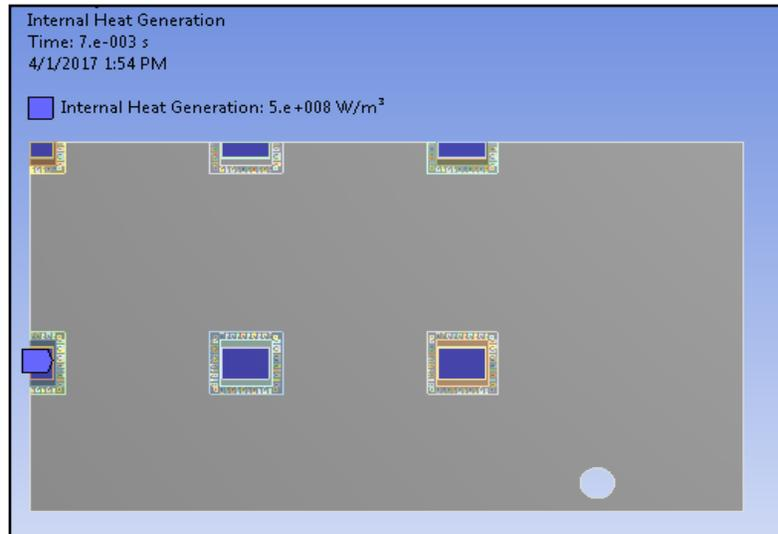 Internal Heat Generation
Time: 7.e-003 s
4/1/2017 1:54 PM
Internal Heat Generation: 5.e+008 W/m³